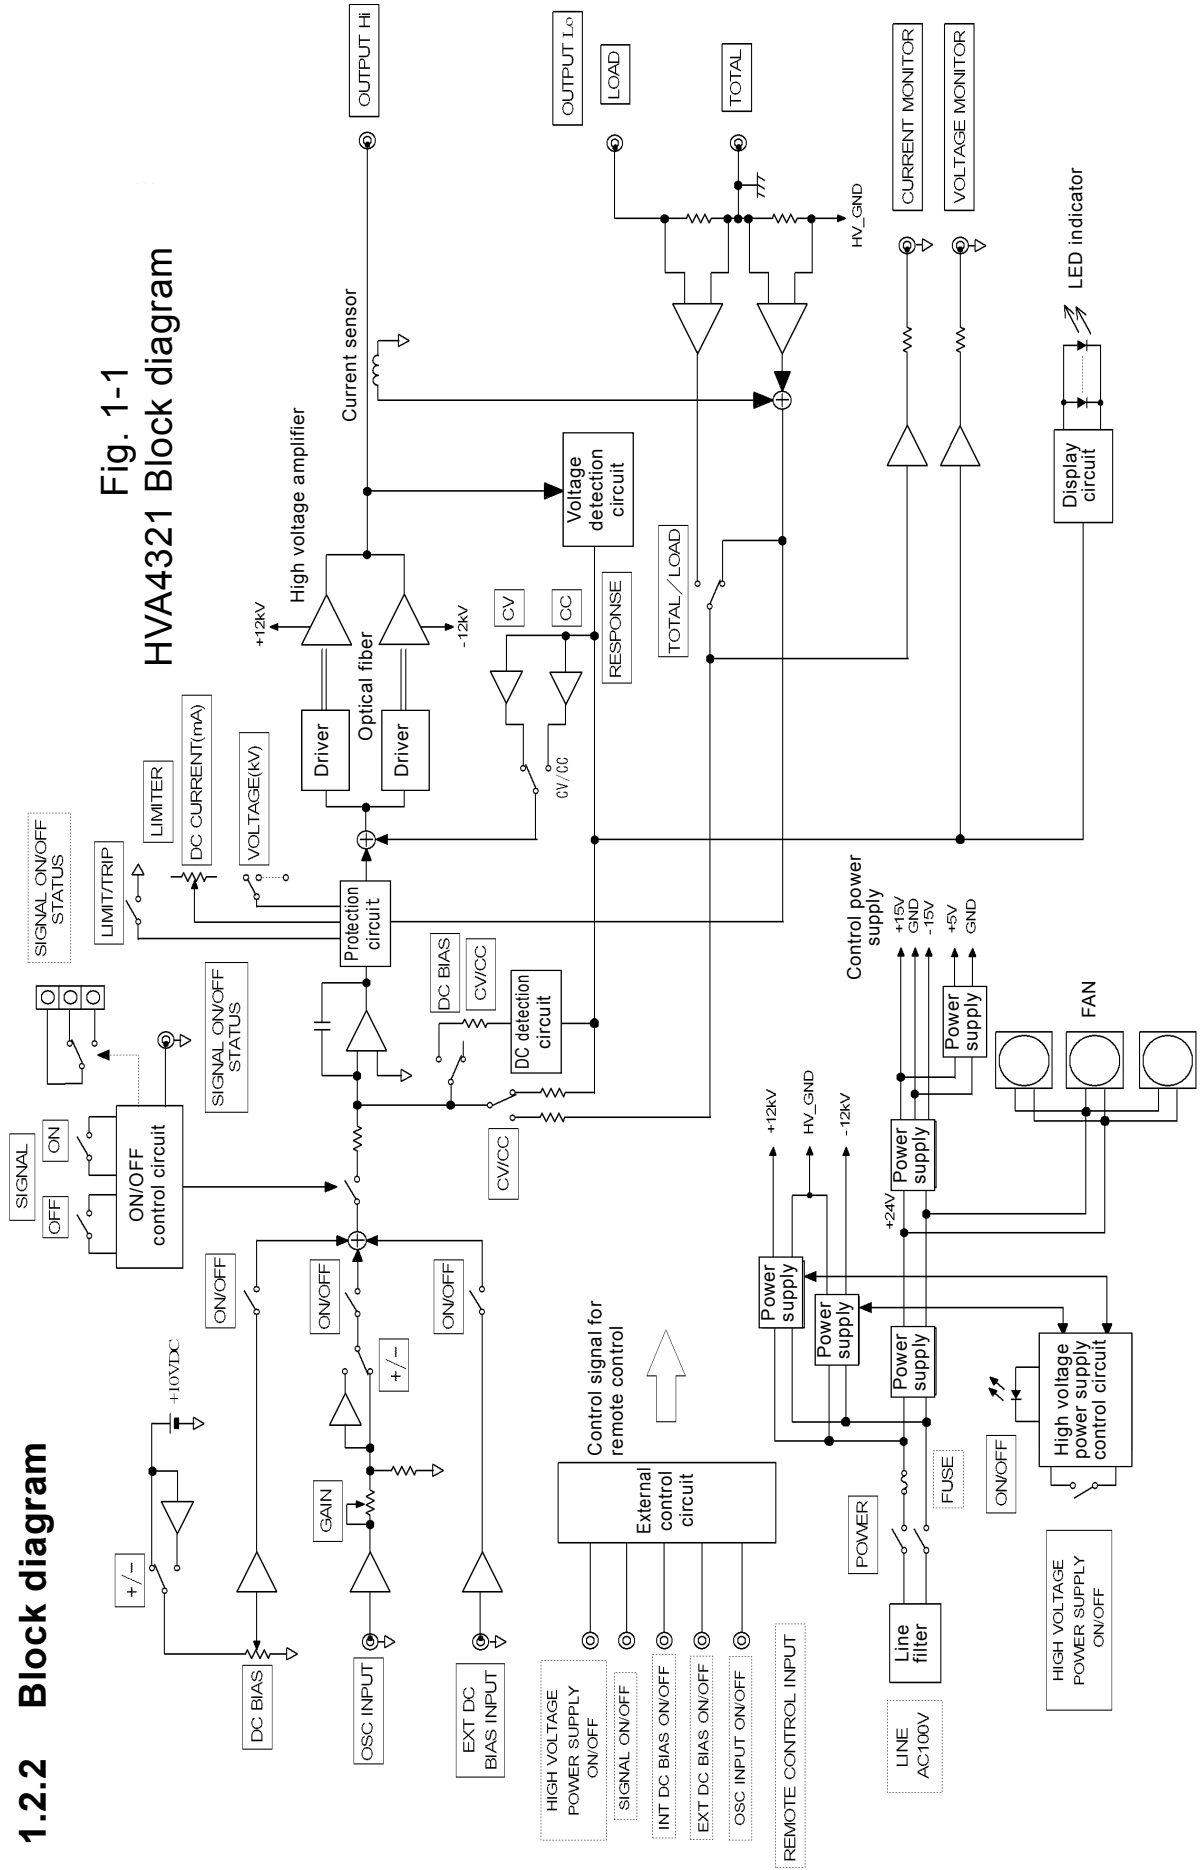 1.2.2 Block diagram
Fig. 1-1
HVA4321 Block diagram
+/−
+10VDC
DC BIAS
ON/OFF
SIGNAL
OFF
ON
ON/OFF
control circuit
SIGNAL ON/OFF
STATUS
SIGNAL ON/OFF
STATUS
LIMIT/TRIP
LIMITER
DC CURRENT(mA)
VOLTAGE(kV)
OSC INPUT
GAIN
+/−
ON/OFF
EXT DC
BIAS INPUT
ON/OFF
Protection
circuit
Driver
Driver
Optical fiber
+12kV
-12kV
High voltage amplifier
Current sensor
OUTPUT Hi
DC BIAS
CV/CC
DC detection
circuit
CV/CC
CV
CC
CV/CC
RESPONSE
Voltage
detection
circuit
OUTPUT Lo
LOAD
TOTAL
HV_GND
TOTAL/LOAD
CURRENT MONITOR
VOLTAGE MONITOR
Display
circuit
LED indicator
HIGH VOLTAGE
POWER SUPPLY
ON/OFF
SIGNAL ON/OFF
INT DC BIAS ON/OFF
EXT DC BIAS ON/OFF
OSC INPUT ON/OFF
REMOTE CONTROL INPUT
External
control
circuit
Control signal for
remote control
LINE
AC100V
Line
filter
POWER
FUSE
Power
supply
Power
supply
Power
supply
+12kV
HV_GND
-12kV
+24V
Power
supply
Control power
supply
+15V
GND
-15V
Power
supply
+5V
GND
FAN
HIGH VOLTAGE
POWER SUPPLY
ON/OFF
ON/OFF
High voltage
power supply
control circuit